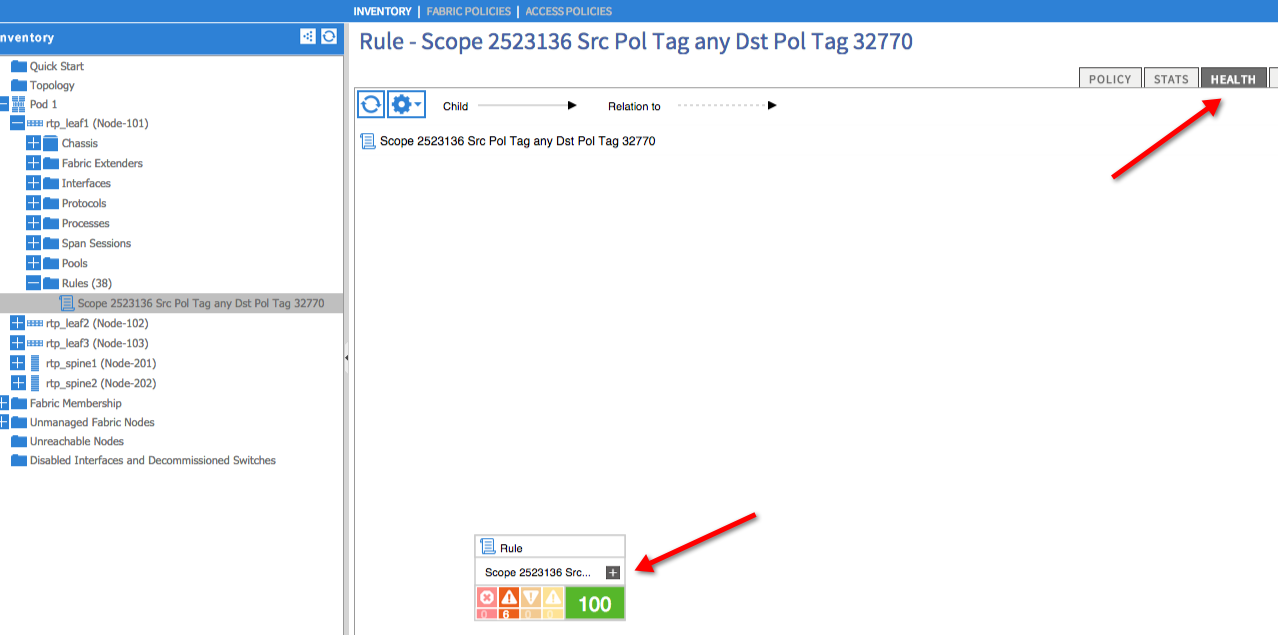 INVENTORY | FABRIC POLICIES | ACCESS POLICIES
nventory
Quick Start
Topology
Pod 1
rtp_leaf1 (Node-101)
Chassis
Fabric Extenders
Interfaces
Protocols
Processes
Span Sessions
Pools
Rules (38)
Scope 2523136 Src Pol Tag any Dst Pol Tag 32770
rtp_leaf2 (Node-102)
rtp_leaf3 (Node-103)
rtp_spine1 (Node-201)
rtp_spine2 (Node-202)
Fabric Membership
Unmanaged Fabric Nodes
Unreachable Nodes
Disabled Interfaces and Decommissioned Switches
Rule - Scope 2523136 Src Pol Tag any Dst Pol Tag 32770
POLICY STATS HEALTH
Child Relation to
Scope 2523136 Src Pol Tag any Dst Pol Tag 32770
Rule
Scope 2523136 Src...
0 6 0 0 100